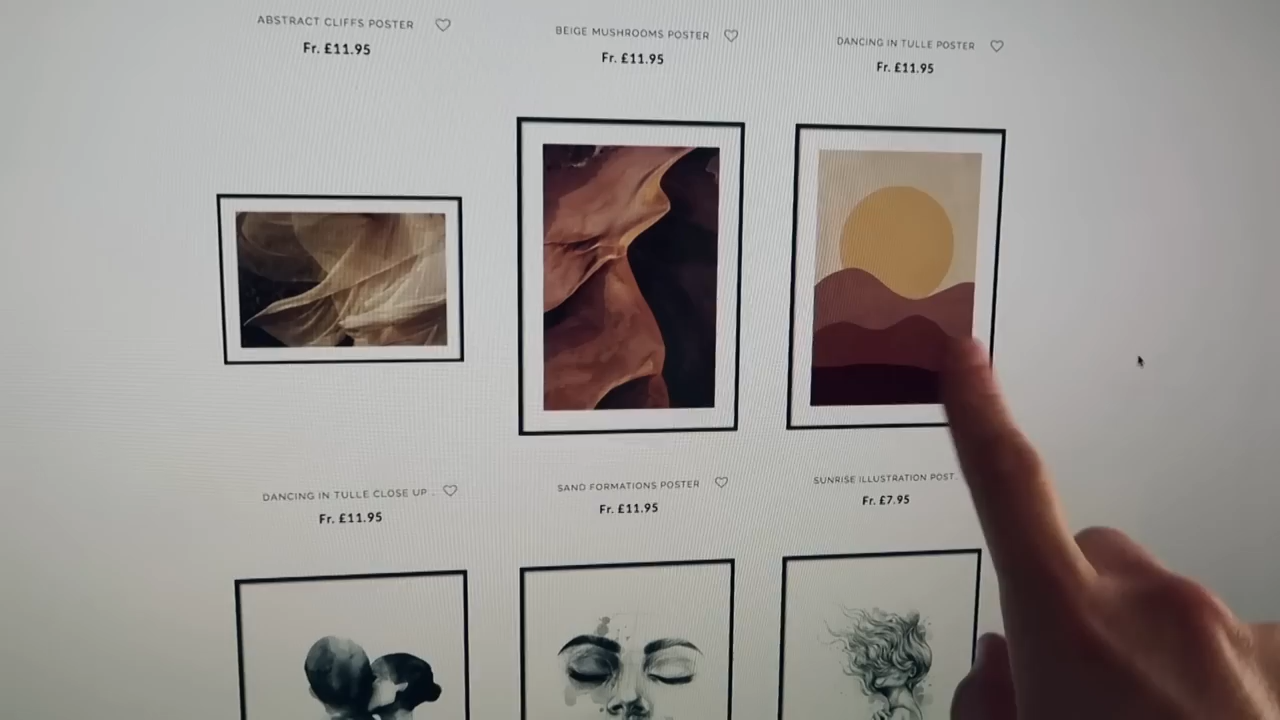 ABSTRACT CLIFFS POSTER
Fr. £11.95
BEIGE MUSHROOMS POSTER
Fr. £11.95
DANCING IN TULLE POSTER
Fr. £11.95
DANCING IN TULLE CLOSE UP ..
Fr. £11.95
SAND FORMATIONS POSTER
Fr. £11.95
SUNRISE ILLUSTRATION POST..
Fr. £7.95